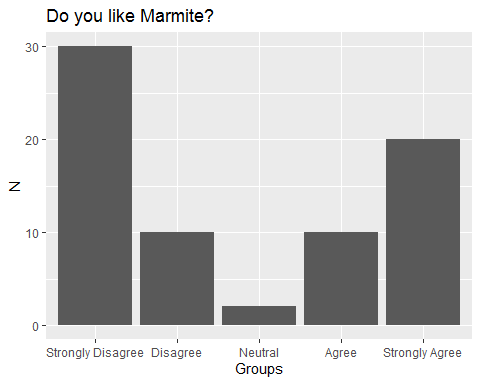 Do you like Marmite?
N
30
20
10
0
Strongly Disagree Disagree Neutral Agree Strongly Agree
Groups